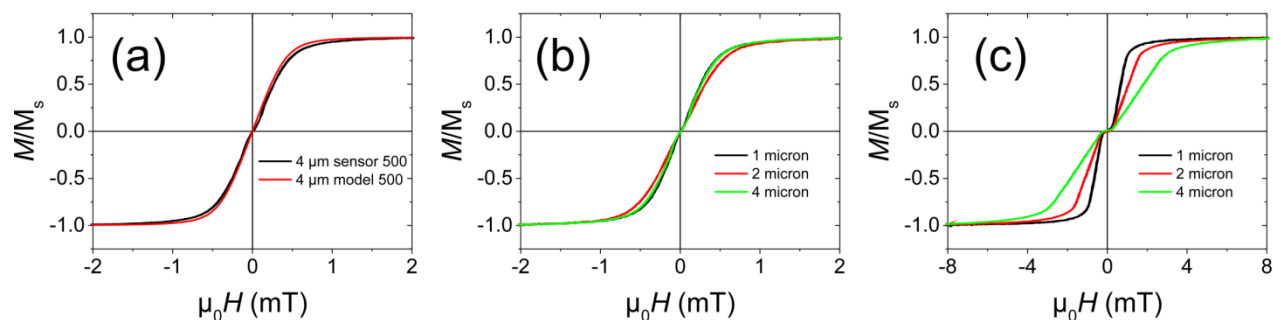 (a)
1.0
0.5
0.0
-0.5
-1.0
M/Ms
4 μm sensor 500
4 μm model 500
-2
-1
0
1
2
μ0H (mT)
(b)
1.0
0.5
0.0
-0.5
-1.0
M/Ms
1 micron
2 micron
4 micron
-2
-1
0
1
2
μ0H (mT)
(c)
1.0
0.5
0.0
-0.5
-1.0
M/Ms
1 micron
2 micron
4 micron
-8
-4
0
4
8
μ0H (mT)